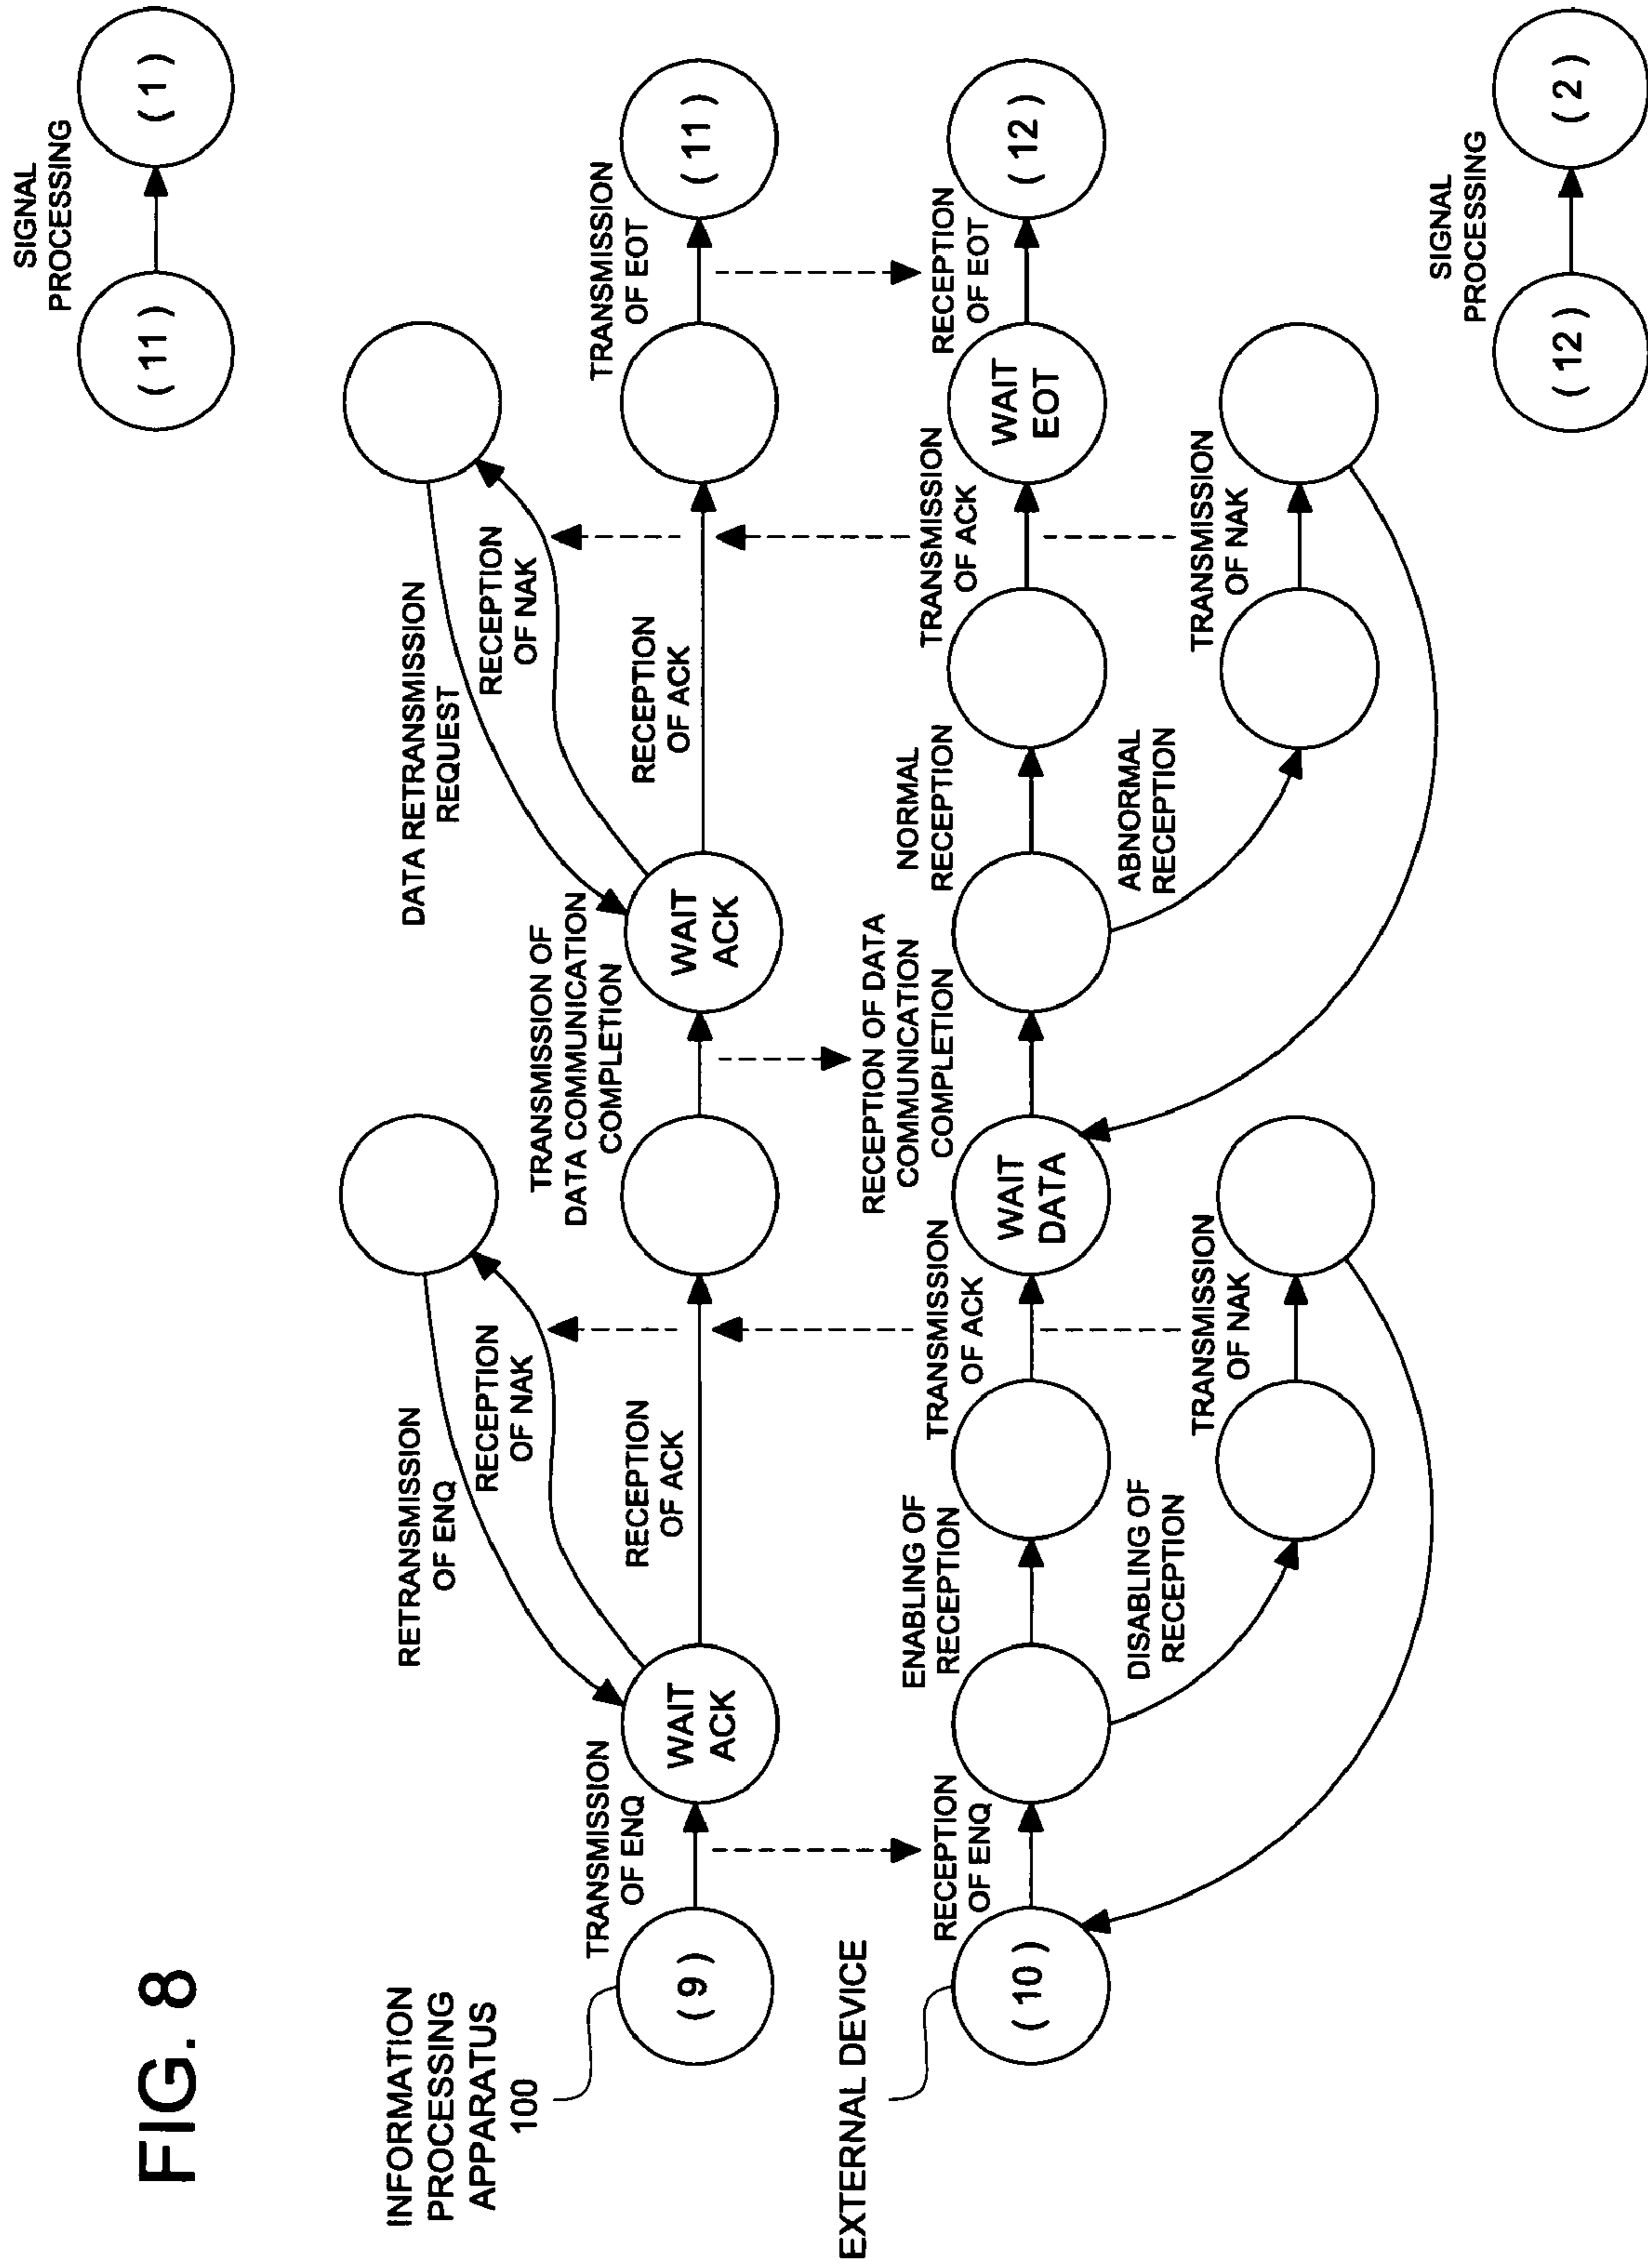 FIG. 8
SIGNAL
PROCESSING
( 11 )
( 1 )
INFORMATION
PROCESSING
APPARATUS
100
( 9 )
TRANSMISSION
OF ENQ
WAIT
ACK
RETRANSMISSION
OF ENQ
RECEPTION
OF NAK
RECEPTION
OF ACK
TRANSMISSION OF
DATA COMMUNICATION
COMPLETION
WAIT
ACK
DATA RETRANSMISSION
REQUEST
RECEPTION
OF NAK
RECEPTION
OF ACK
TRANSMISSION
OF EOT
( 11 )
EXTERNAL DEVICE
( 10 )
RECEPTION
OF ENQ
ENABLING OF
RECEPTION
DISABLING OF
RECEPTION
TRANSMISSION
OF ACK
TRANSMISSION
OF NAK
WAIT
DATA
RECEPTION OF DATA
COMMUNICATION
COMPLETION
NORMAL
RECEPTION
ABNORMAL
RECEPTION
TRANSMISSION
OF ACK
TRANSMISSION
OF NAK
WAIT
EOT
RECEPTION
OF EOT
( 12 )
SIGNAL
PROCESSING
( 12 )
( 2 )